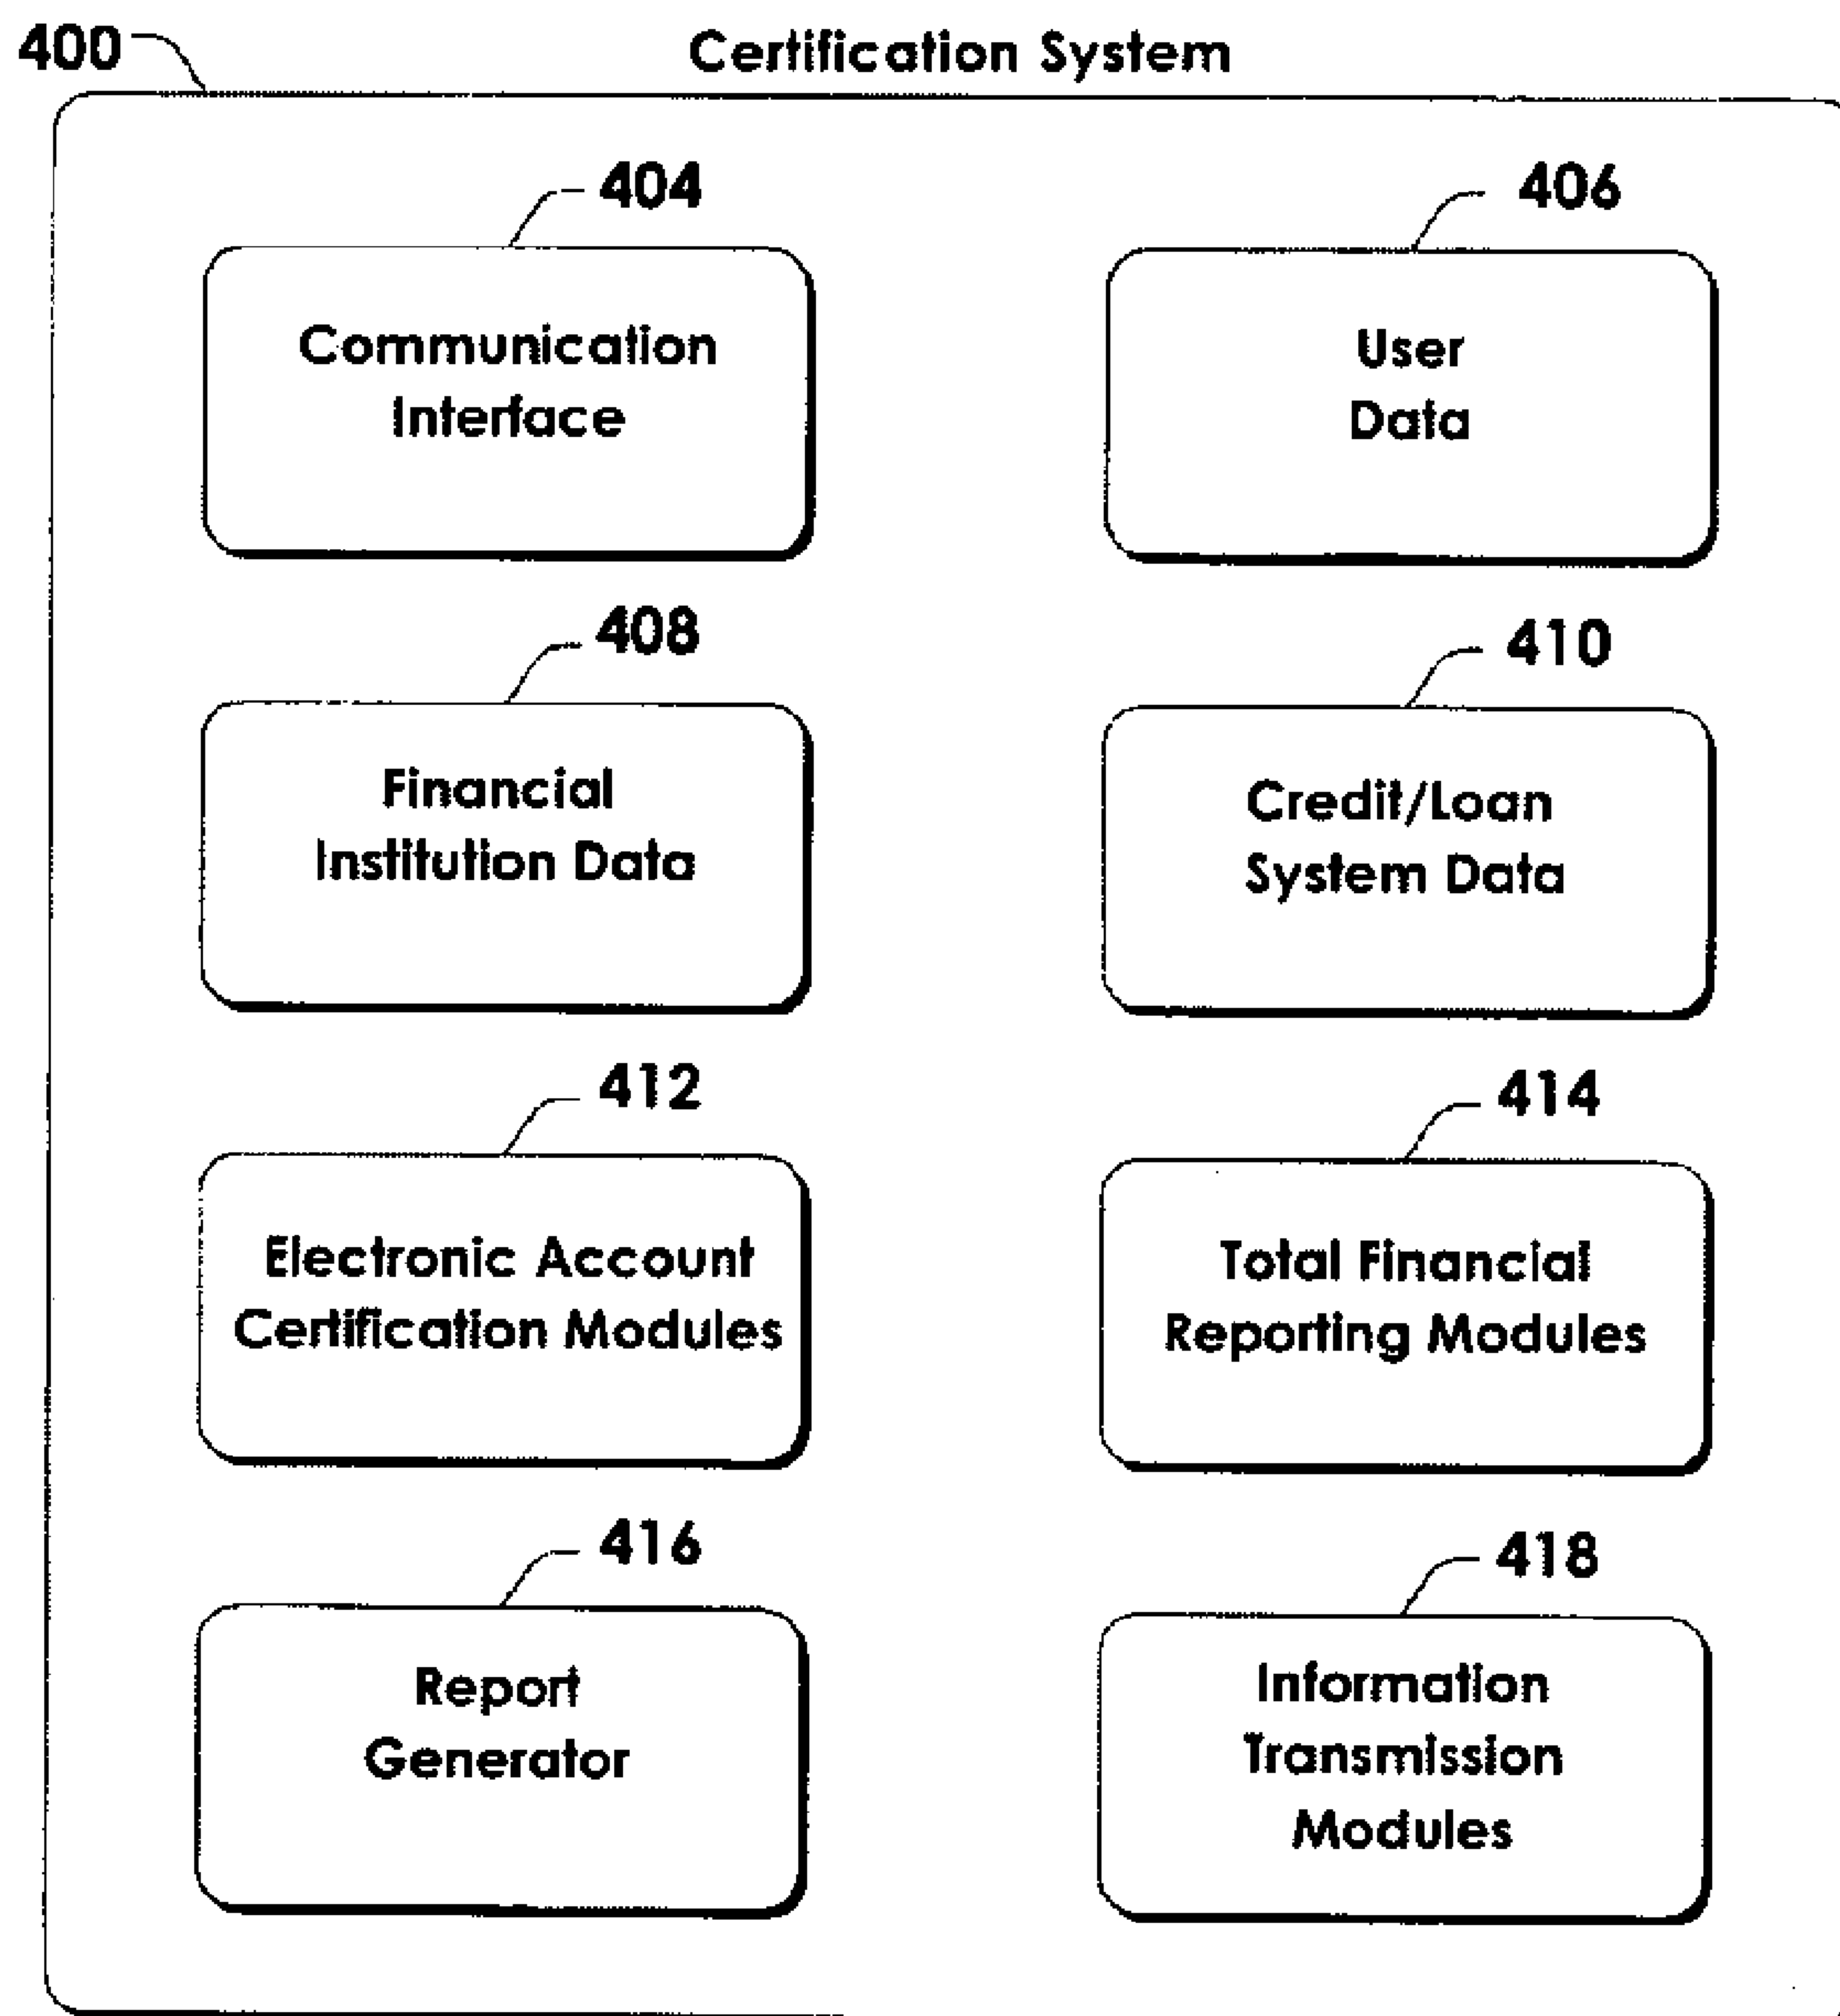 400
Certification System
404
406
Communication
Interface
User
Data
408
410
Financial
Institution Data
Credit/Loan
System Data
412
414
Electronic Account
Certification Modules
Total Financial
Reporting Modules
416
418
Report
Generator
Information
Transmission
Modules